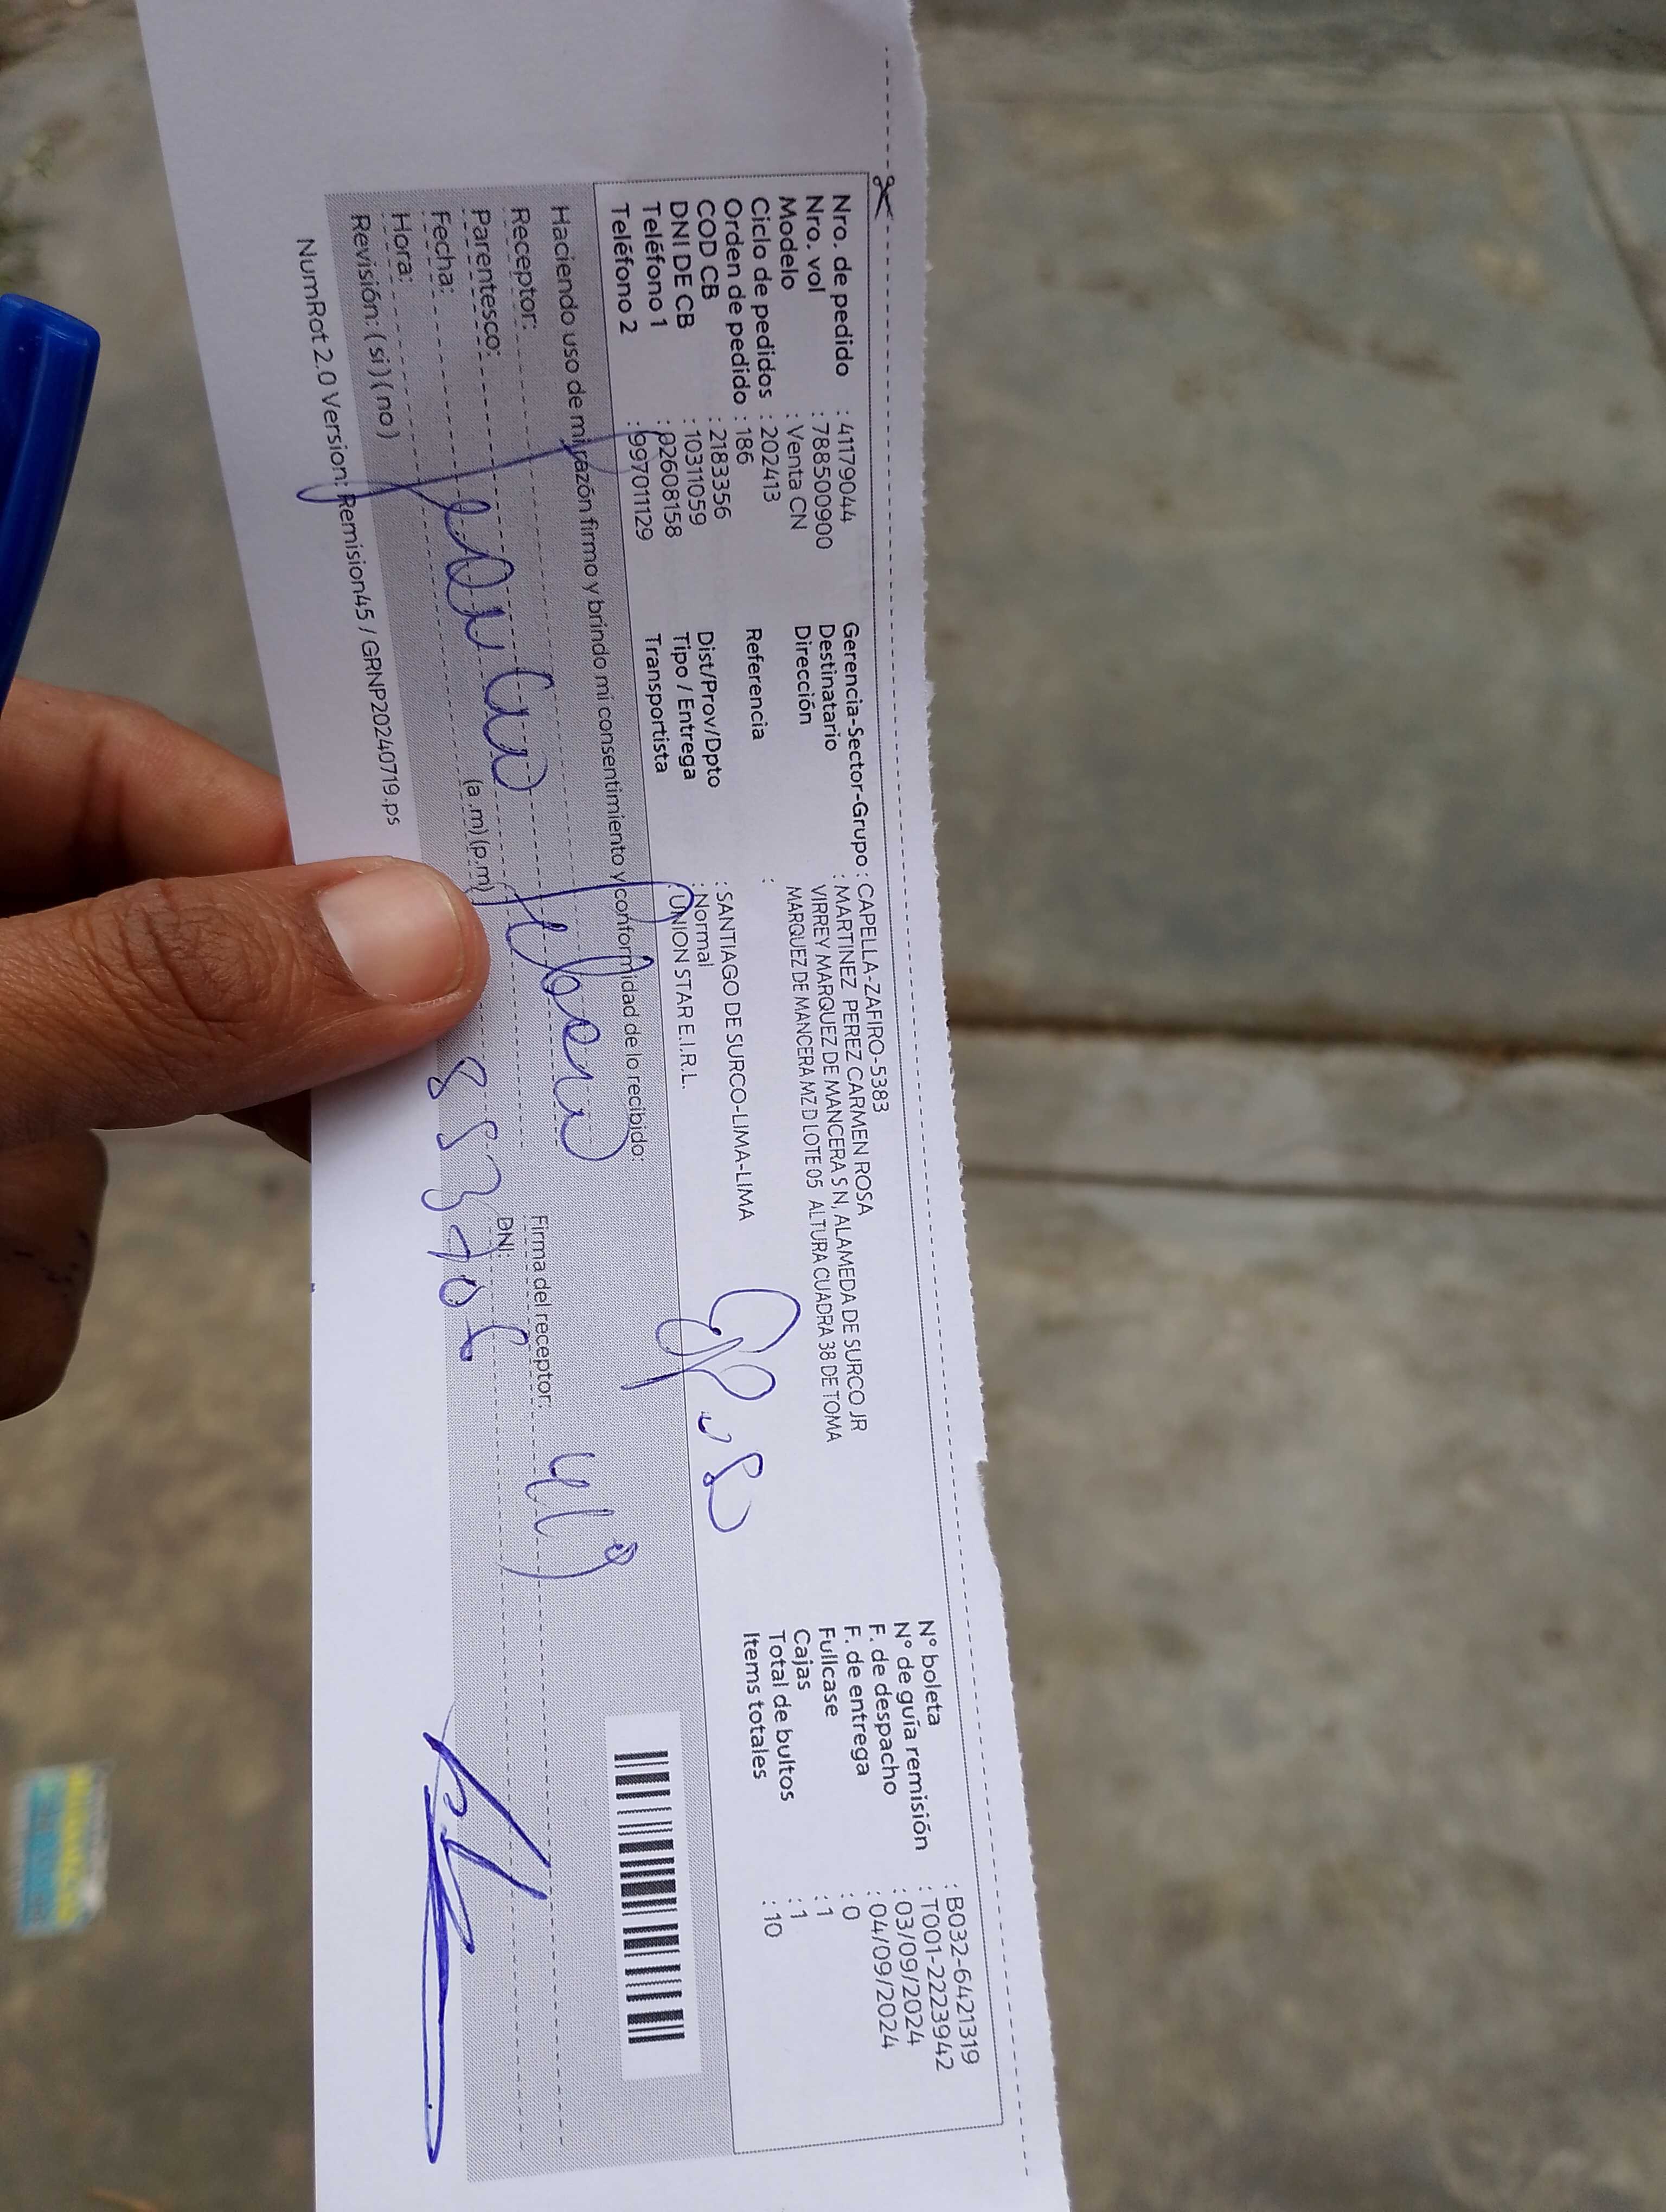 Nro. de pedido : 41179044
Nro. vol : 788500900
Modelo : Venta CN
Ciclo de pedidos : 202413
Orden de pedido : 186
COD CB : 2183356
DNI DE CB : 10311059
Teléfono 1 : 02608158
Teléfono 2 : 997011129
Gerencia-Sector-Grupo : CAPELLA-ZAFIRO-5383
Destinatario : MARTINEZ PEREZ CARMEN ROSA
Dirección VIRREY MARQUEZ DE MANCERA S N, ALAMEDA DE SURCO JR
MARQUEZ DE MANCERA MZ D LOTE 05 ALTURA CUADRA 38 DE TOMA
Referencia :
Dist/Prov/Dpto : SANTIAGO DE SURCO-LIMA-LIMA
Tipo / Entrega : Normal
Transportista : UNION STAR E.I.R.L.
N° boleta : B032-6421319
N° de guía remisión : T001-2223942
F. de despacho : 03/09/2024
F. de entrega : 04/09/2024
Fullcase : 0
Cajas : 1
Total de bultos : 1
Items totales : 10
Haciendo uso de mi razón firmo y brindo mi consentimiento y conformidad de lo recibido:
Receptor:
Parentesco:
Fecha:
Hora: (a.m)(p.m)
Revisión: (si) (no)
Firma del receptor:
DNI:
NumRot 2.0 Version: Remision45 / GRNP20240719.ps